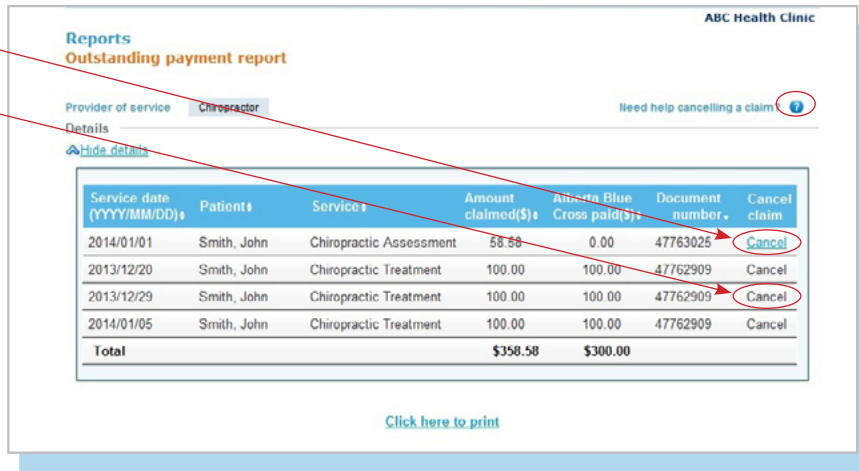 ABC Health Clinic
Reports
Outstanding payment report
Provider of service Chiropractor Need help cancelling a claim? ?
Details
Hide details
Service date (YYYY/MM/DD) Patient Service Amount claimed($) Alberta Blue Cross paid($) Document number Cancel claim
2014/01/01 Smith, John Chiropractic Assessment 58.58 0.00 47763025 Cancel
2013/12/20 Smith, John Chiropractic Treatment 100.00 100.00 47762909 Cancel
2013/12/29 Smith, John Chiropractic Treatment 100.00 100.00 47762909 Cancel
2014/01/05 Smith, John Chiropractic Treatment 100.00 100.00 47762909 Cancel
Total $358.58 $300.00
Click here to print